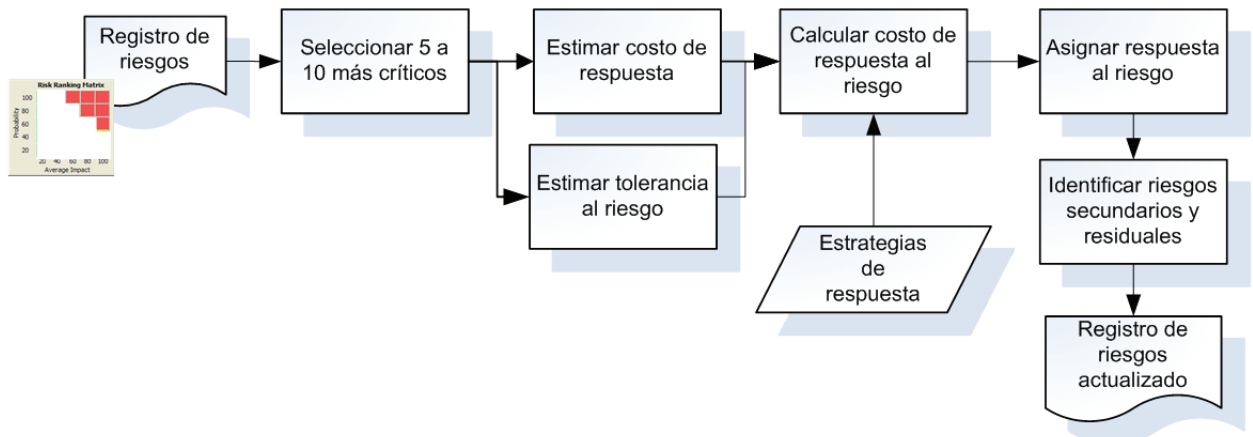 Registro de
riesgos
Risk Ranking Matrix
Probability
100
80
60
40
20
20 40 60 80 100
Average Impact
Seleccionar 5 a
10 más críticos
Estimar costo de
respuesta
Estimar tolerancia
al riesgo
Calcular costo de
respuesta al
riesgo
Estrategias
de
respuesta
Asignar respuesta
al riesgo
Identificar riesgos
secundarios y
residuales
Registro de
riesgos
actualizado